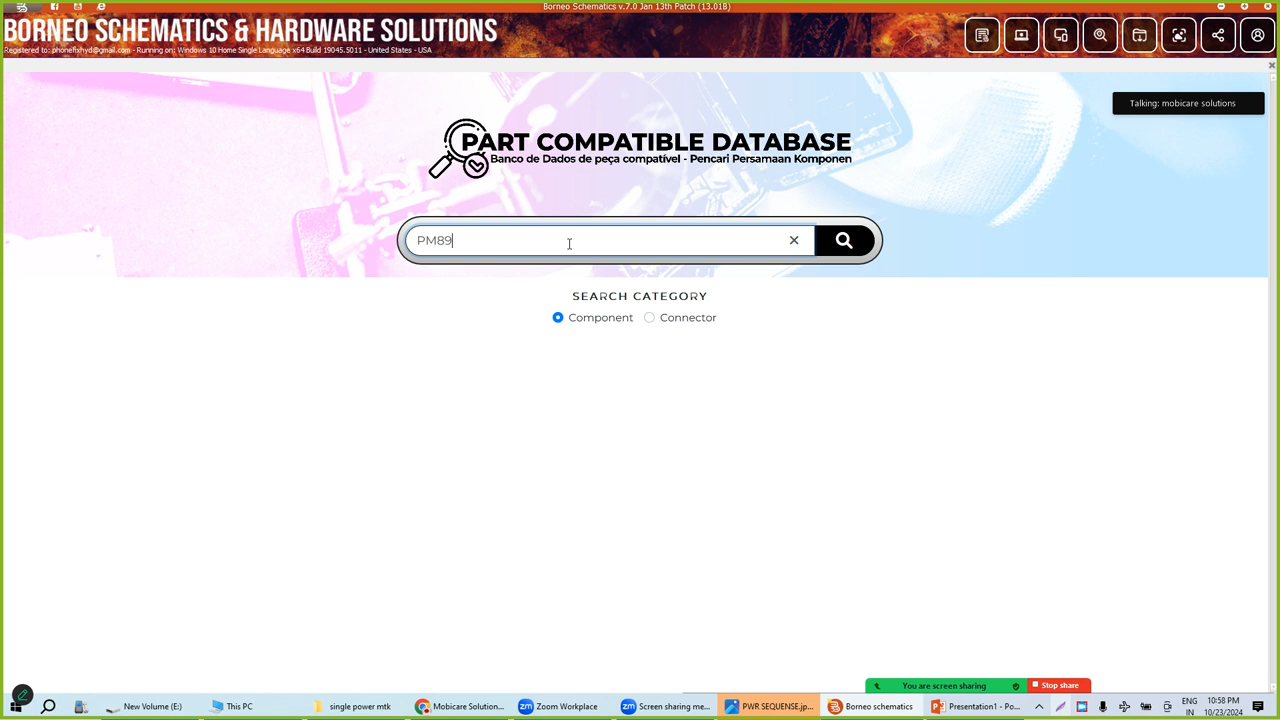 Borneo Schematics v.7.0 Jan 13th Patch (13.01B)
BORNEO SCHEMATICS & HARDWARE SOLUTIONS
Registered to: phonefixhyd@gmail.com - Running on: Windows 10 Home Single Language x64 Build 19045.5011 - United States - USA
Talking: mobicare solutions
PART COMPATIBLE DATABASE
Banco de Dados de peça compatível - Pencari Persamaan Komponen
PM89
SEARCH CATEGORY
Component
Connector
You are screen sharing
Stop share
New Volume (E:)
This PC
single power mtk
Mobicare Solution...
Zoom Workplace
Screen sharing me...
PWR SEQUENSE.jp...
Borneo schematics
Presentation1 - Po...
ENG
IN
10:58 PM
10/23/2024